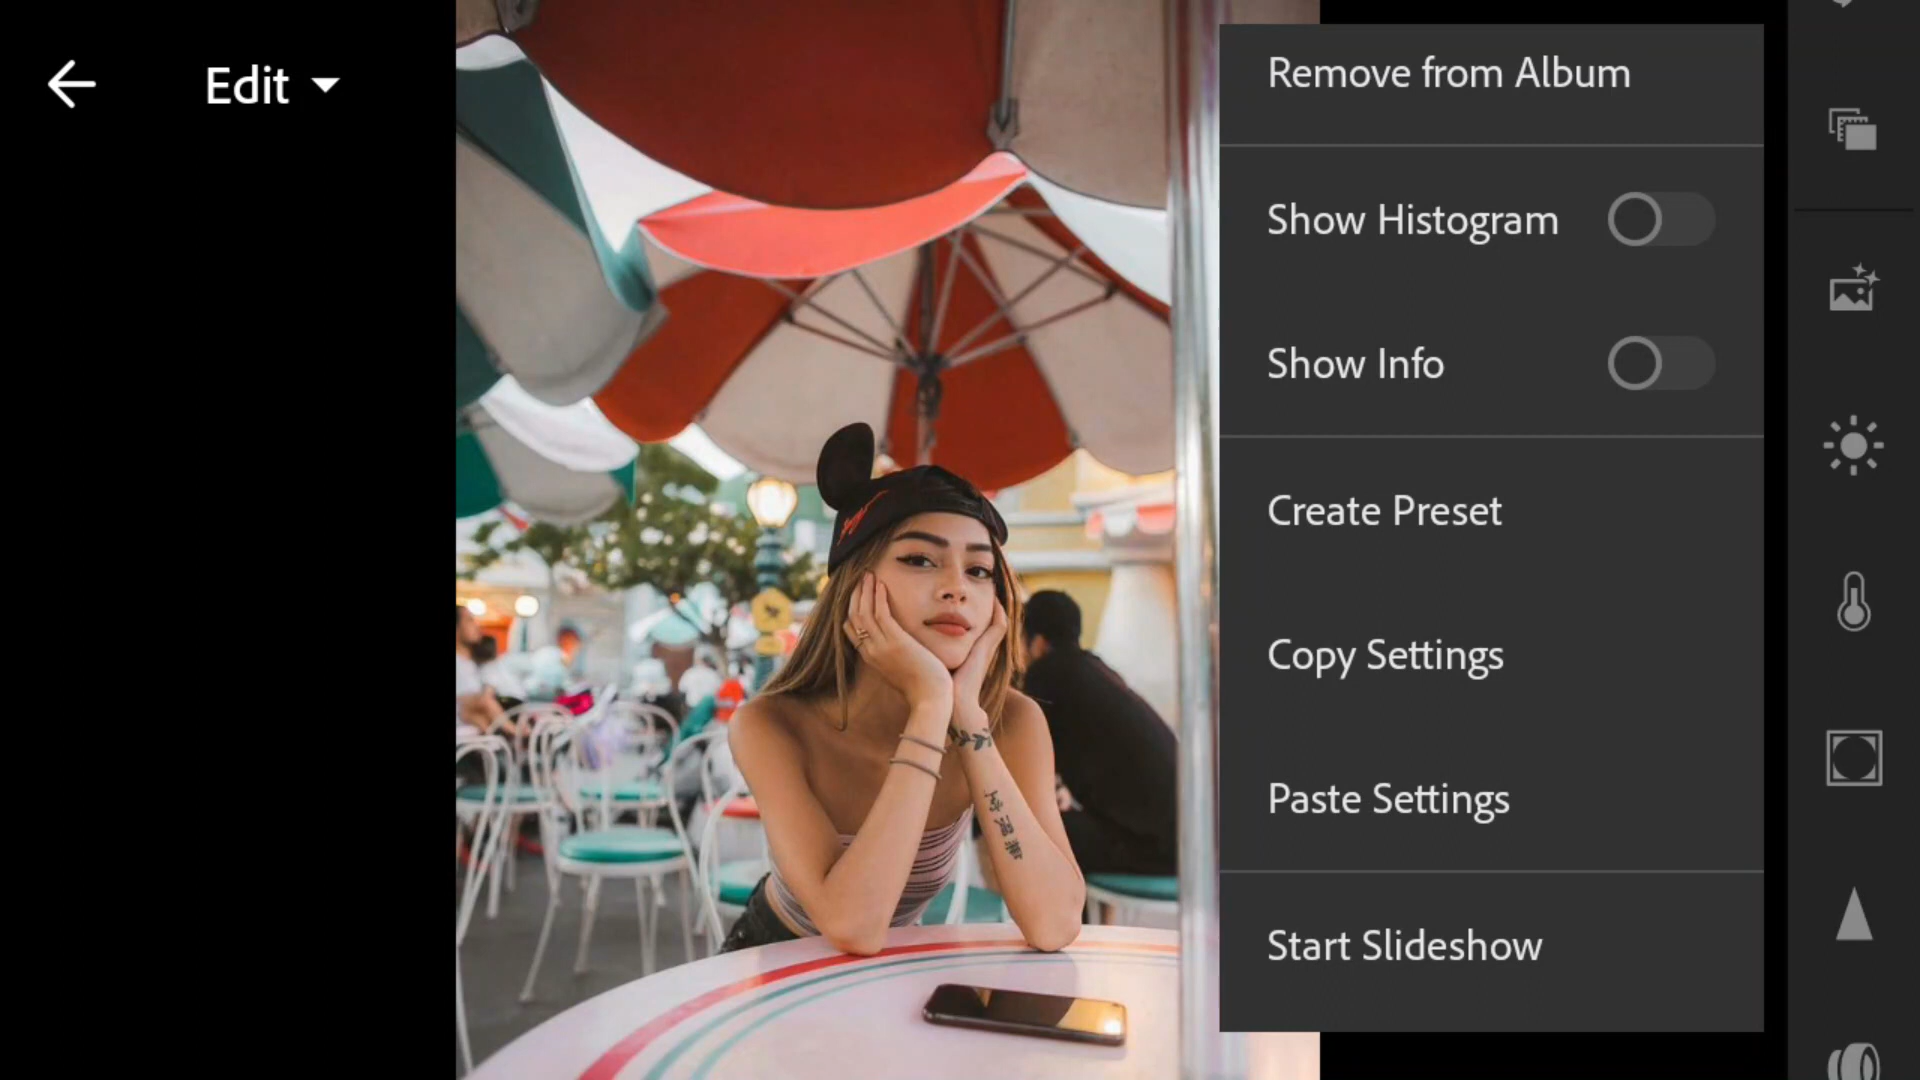 Edit
Remove from Album
Show Histogram
Show Info
Create Preset
Copy Settings
Paste Settings
Start Slideshow